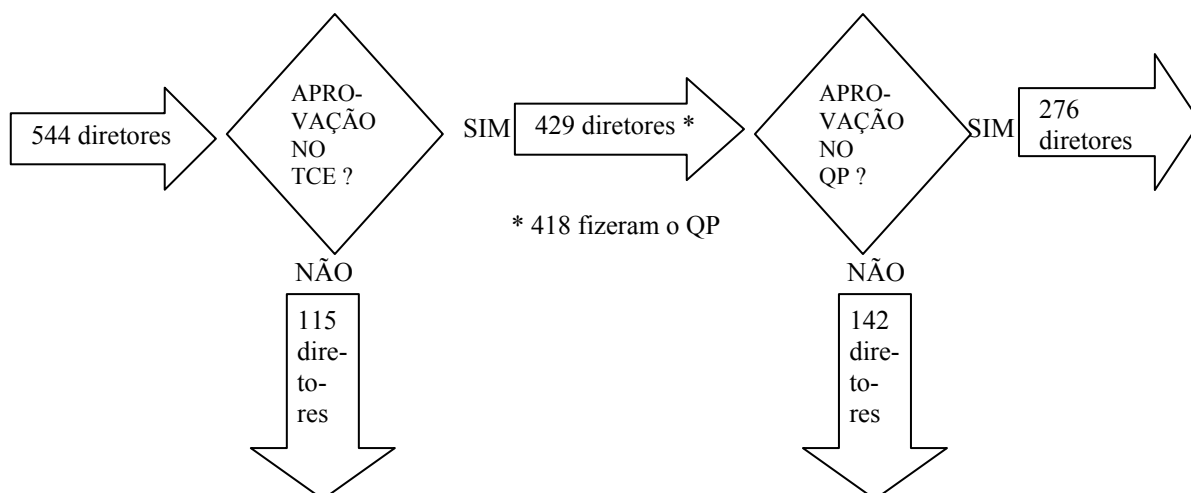 544 diretores
APRO-
VAÇÃO
NO
TCE ?
SIM
429 diretores *
* 418 fizeram o QP
APRO-
VAÇÃO
NO
QP ?
SIM
276
diretores
NÃO
115
dire-
to-
res
NÃO
142
dire-
to-
res